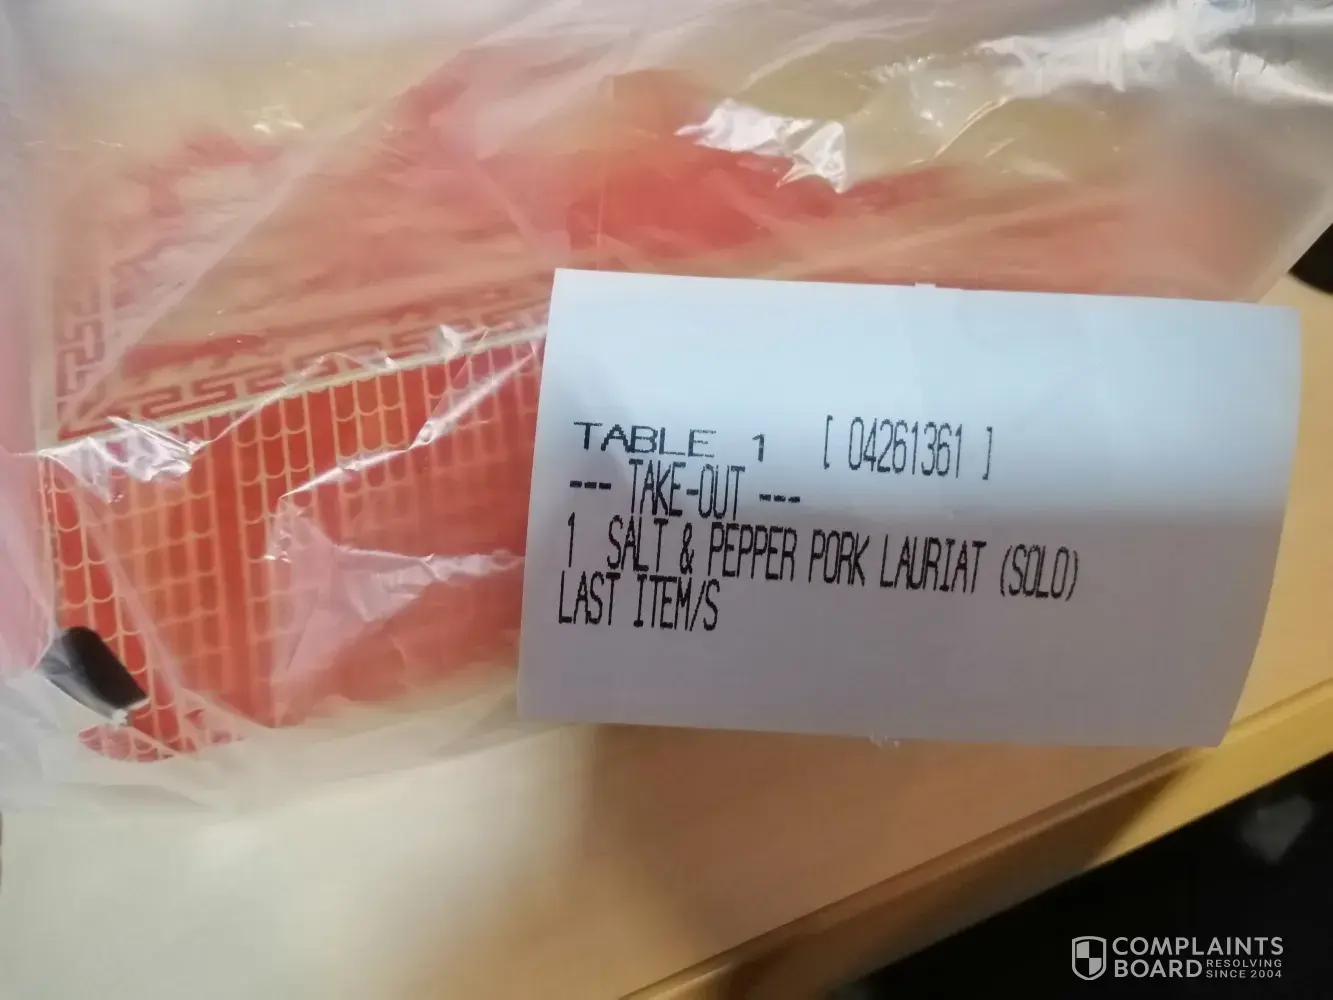 TABLE 1 [ 04261361 ]
--- TAKE-OUT ---
1 SALT & PEPPER PORK LAURIAT (SOLO)
LAST ITEM/S
COMPLAINTS
BOARD RESOLVING
SINCE 2004